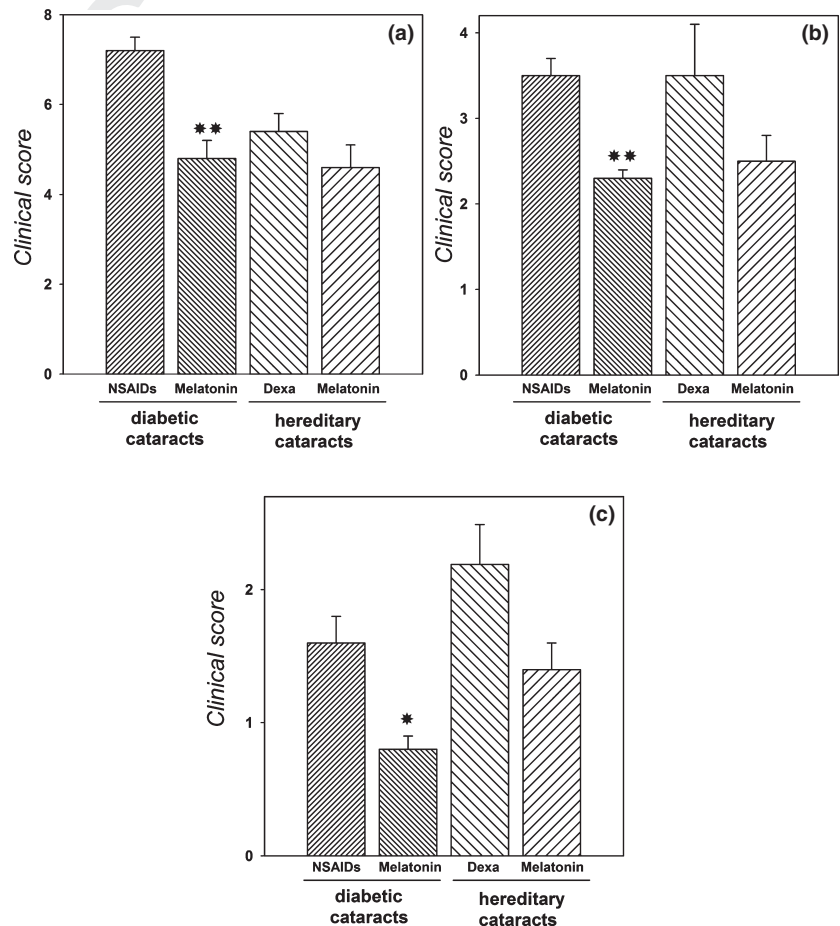 (a)
8
6
4
2
0
Clinical score
✷✷
NSAIDs Melatonin Dexa Melatonin
diabetic cataracts
hereditary cataracts
(b)
4
3
2
1
0
Clinical score
✷✷
NSAIDs Melatonin Dexa Melatonin
diabetic cataracts
hereditary cataracts
(c)
2
1
0
Clinical score
✷
NSAIDs Melatonin Dexa Melatonin
diabetic cataracts
hereditary cataracts